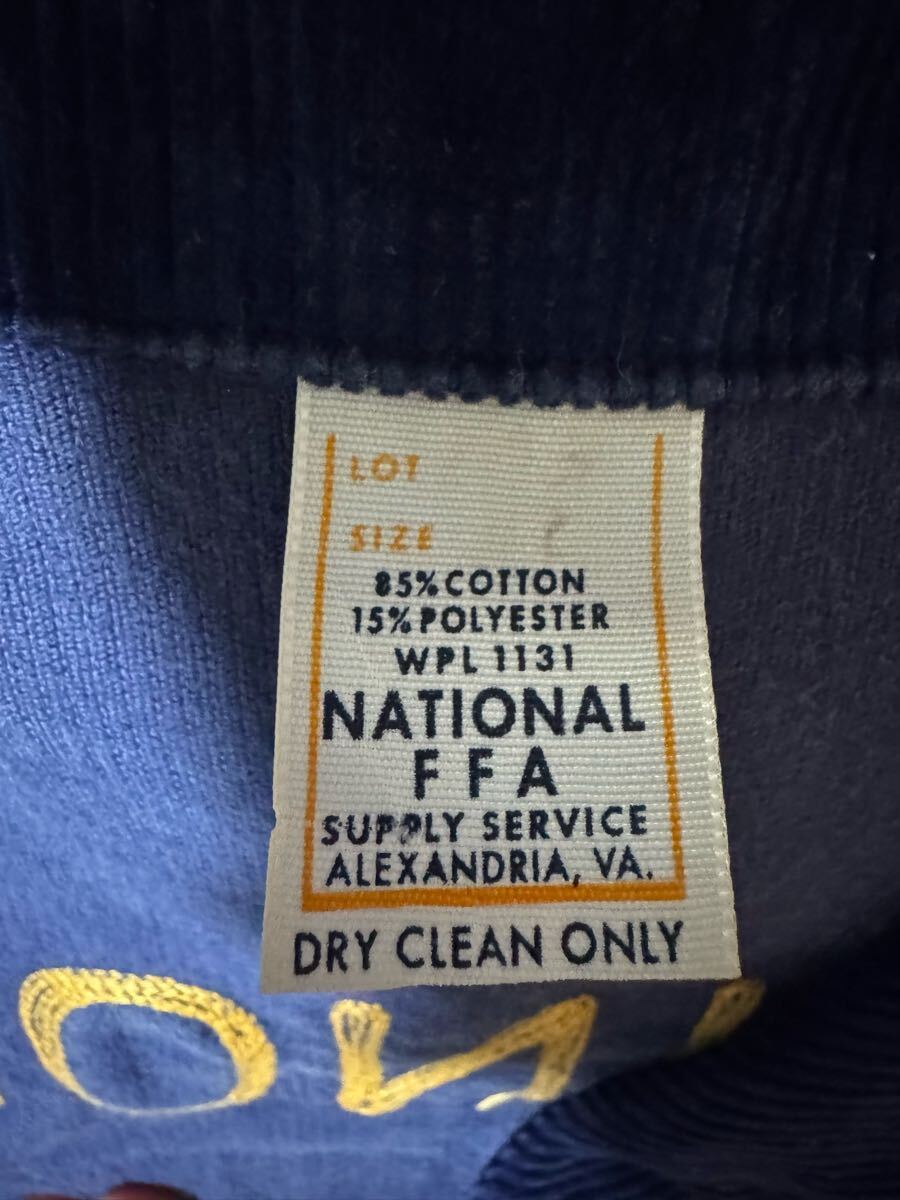 LOT
SIZE
85% COTTON
15% POLYESTER
WPL 1131
NATIONAL
FFA
SUPPLY SERVICE
ALEXANDRIA, VA.
DRY CLEAN ONLY